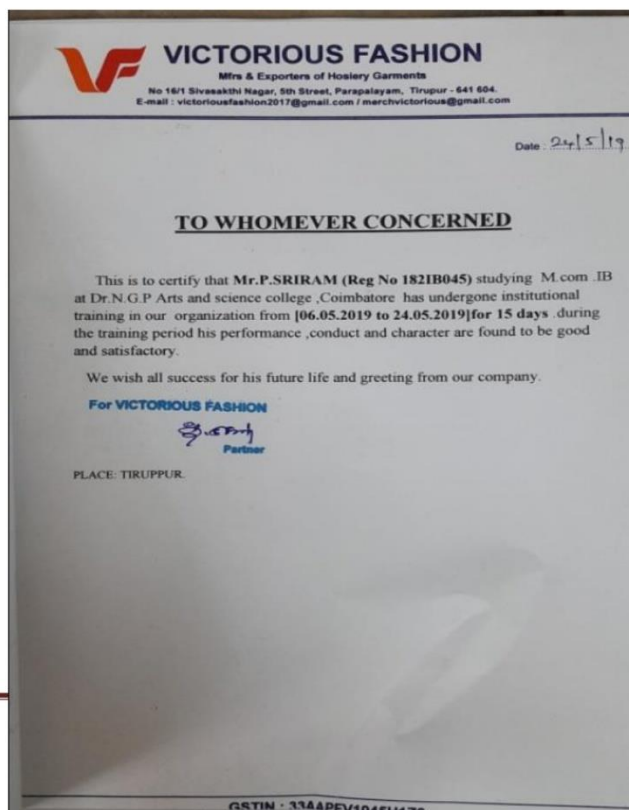 VF
VICTORIOUS FASHION
Mfrs & Exporters of Hosiery Garments
No 16/1 Sivasakthi Nagar, 5th Street, Parapalayam, Tirupur - 641 604.
E-mail : victoriousfashion2017@gmail.com / merchvictorious@gmail.com
Date : 24/5/19
TO WHOMEVER CONCERNED
This is to certify that Mr.P.SRIRAM (Reg No 182IB045) studying M.com .IB
at Dr.N.G.P Arts and science college ,Coimbatore has undergone institutional
training in our organization from [06.05.2019 to 24.05.2019]for 15 days .during
the training period his performance ,conduct and character are found to be good
and satisfactory.
We wish all success for his future life and greeting from our company.
For VICTORIOUS FASHION
Partner
PLACE: TIRUPPUR.
GSTIN :